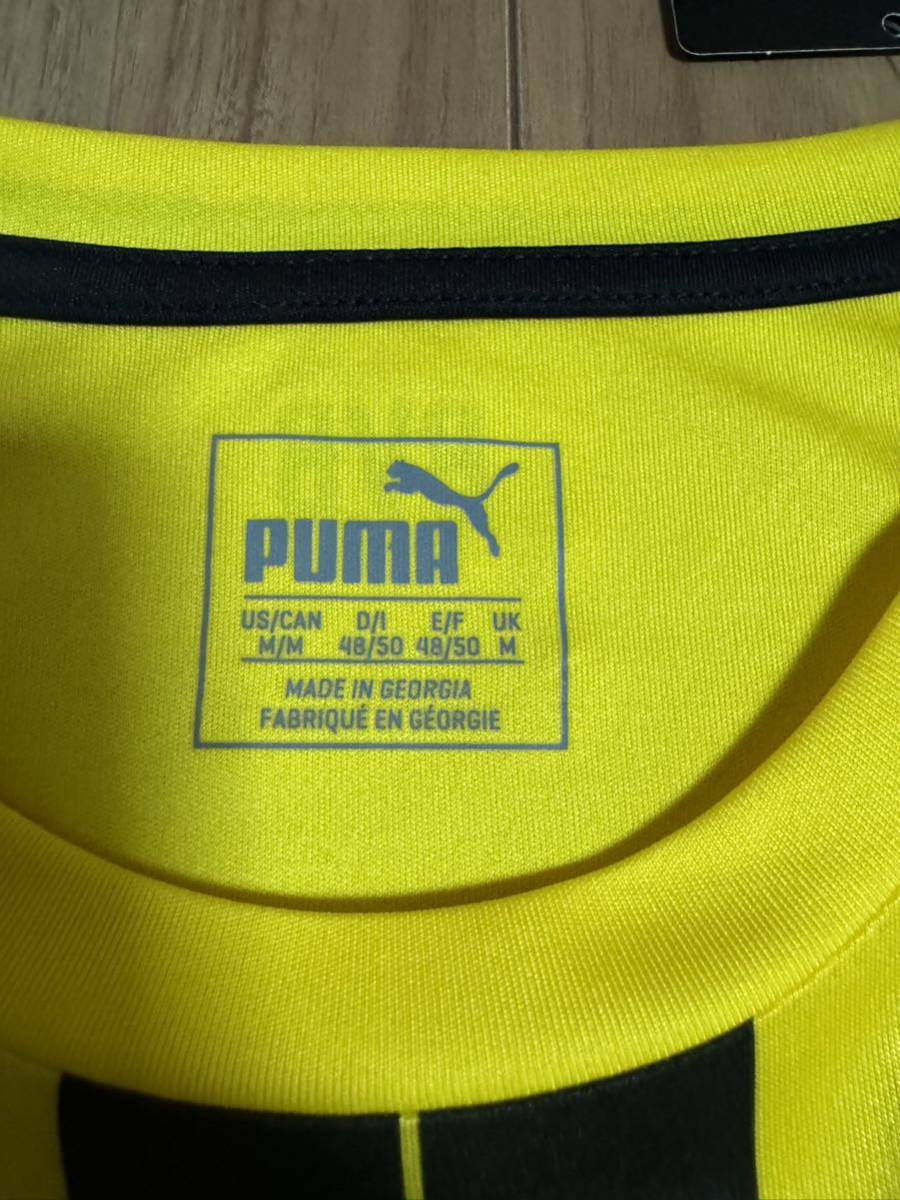 PUMA
US/CAN D/I E/F UK
M/M 48/50 48/50 M
MADE IN GEORGIA
FABRIQUÉ EN GÉORGIE